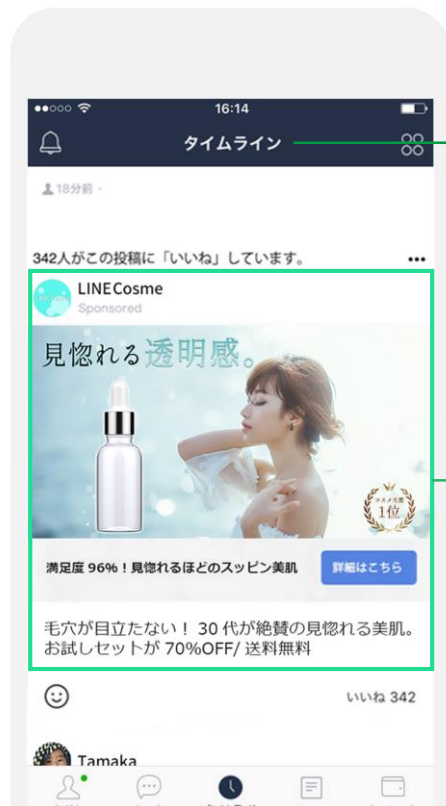 16:14
タイムライン
18分前・
342人がこの投稿に「いいね」しています。
LINE Cosme
Sponsored
見惚れる透明感。
コスメ大賞
1位
満足度 96%!見惚れるほどのスッピン美肌
詳細はこちら
毛穴が目立たない! 30 代が絶賛の見惚れる美肌。
お試しセットが 70%OFF/ 送料無料
いいね 342
Tamaka